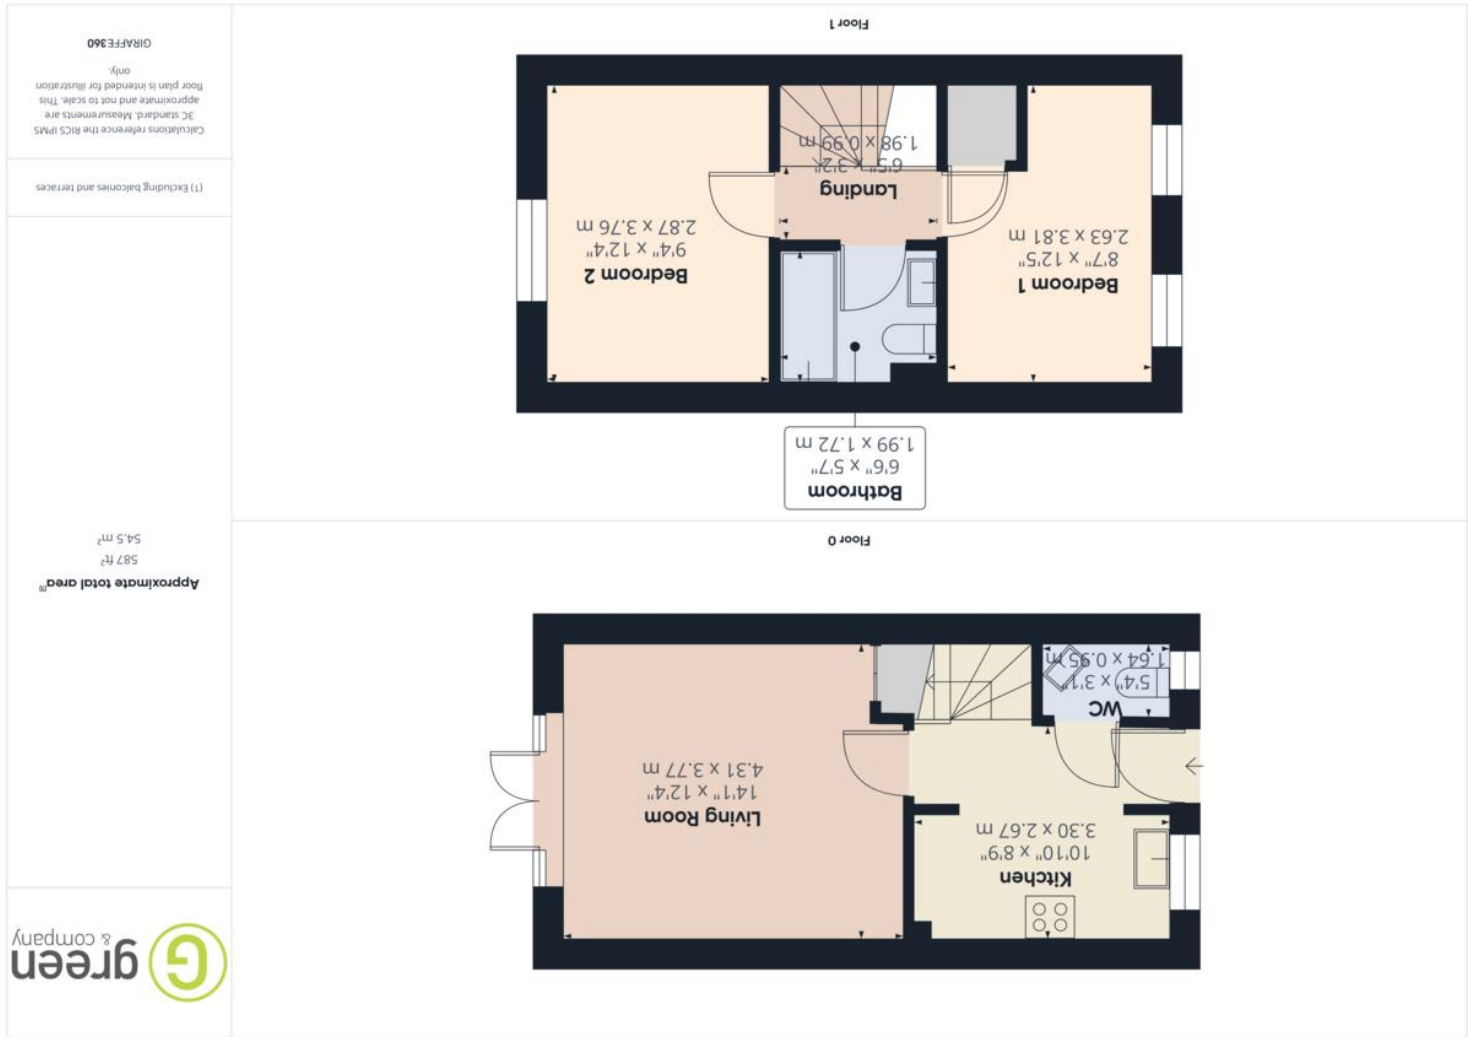 green
& company
Approximate total area⁽¹⁾
587 ft²
54.5 m²
(1) Excluding balconies and terraces
Calculations reference the RICS IPMS
3C standard. Measurements are
approximate and not to scale. This
floor plan is intended for illustration
only.
GIRAFFE360
Kitchen
10'10" x 8'9"
3.30 x 2.67 m
Living Room
14'1" x 12'4"
4.31 x 3.77 m
WC
5'4" x 3'1"
1.64 x 0.95 m
Floor 0
Bathroom
6'6" x 5'7"
1.99 x 1.72 m
Bedroom 1
8'7" x 12'5"
2.63 x 3.81 m
Bedroom 2
9'4" x 12'4"
2.87 x 3.76 m
Landing
6'5" x 3'2"
1.98 x 0.99 m
Floor 1